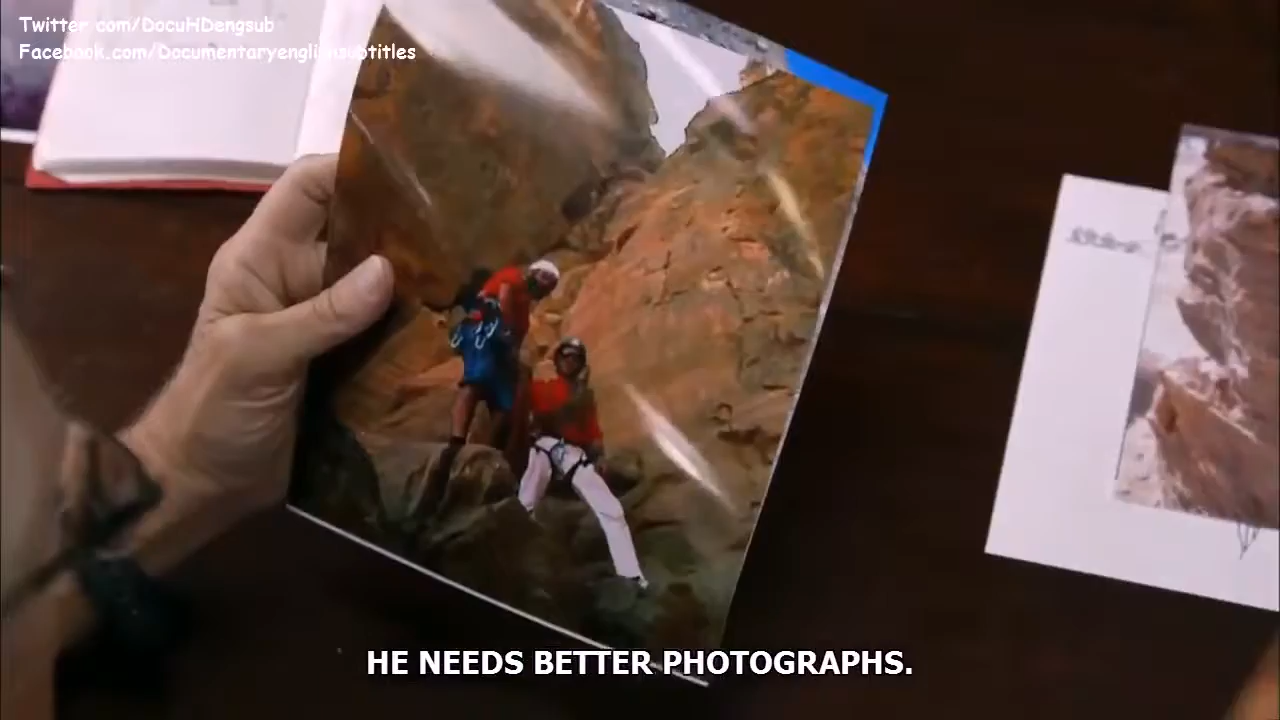 Twitter com/DocuHDengsub
Facebook.com/Documentaryenglishsubtitles
HE NEEDS BETTER PHOTOGRAPHS.